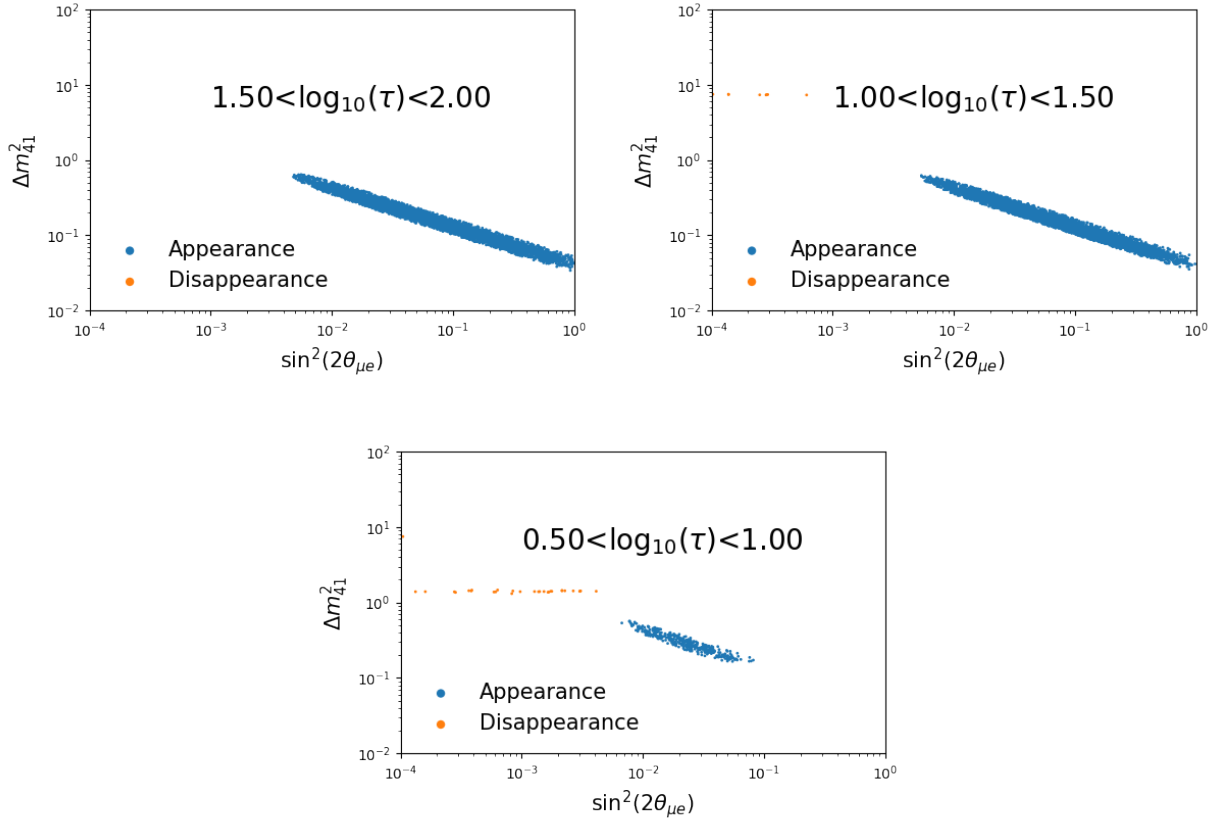 10²
10¹
10⁰
10⁻¹
10⁻²
Δm²₄₁
1.50<log₁₀(τ)<2.00
Appearance
Disappearance
10⁻⁴ 10⁻³ 10⁻² 10⁻¹ 10⁰
sin²(2θμe)
10²
10¹
10⁰
10⁻¹
10⁻²
Δm²₄₁
1.00<log₁₀(τ)<1.50
Appearance
Disappearance
10⁻⁴ 10⁻³ 10⁻² 10⁻¹ 10⁰
sin²(2θμe)
10²
10¹
10⁰
10⁻¹
10⁻²
Δm²₄₁
0.50<log₁₀(τ)<1.00
Appearance
Disappearance
10⁻⁴ 10⁻³ 10⁻² 10⁻¹ 10⁰
sin²(2θμe)